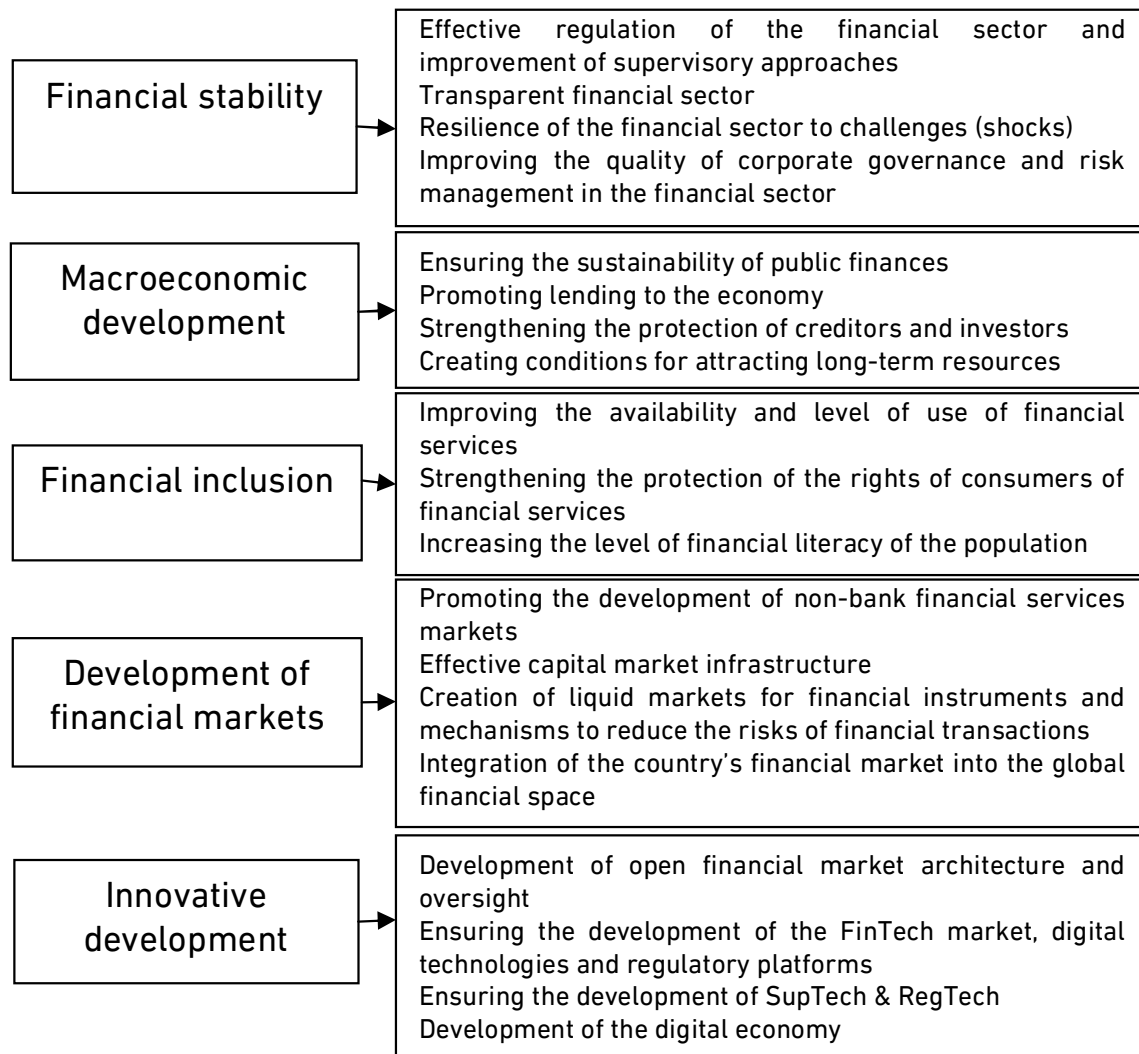 Financial stability
Effective regulation of the financial sector and
improvement of supervisory approaches
Transparent financial sector
Resilience of the financial sector to challenges (shocks)
Improving the quality of corporate governance and risk
management in the financial sector
Macroeconomic
development
Ensuring the sustainability of public finances
Promoting lending to the economy
Strengthening the protection of creditors and investors
Creating conditions for attracting long-term resources
Financial inclusion
Improving the availability and level of use of financial
services
Strengthening the protection of the rights of consumers of
financial services
Increasing the level of financial literacy of the population
Development of
financial markets
Promoting the development of non-bank financial services
markets
Effective capital market infrastructure
Creation of liquid markets for financial instruments and
mechanisms to reduce the risks of financial transactions
Integration of the country’s financial market into the global
financial space
Innovative
development
Development of open financial market architecture and
oversight
Ensuring the development of the FinTech market, digital
technologies and regulatory platforms
Ensuring the development of SupTech & RegTech
Development of the digital economy